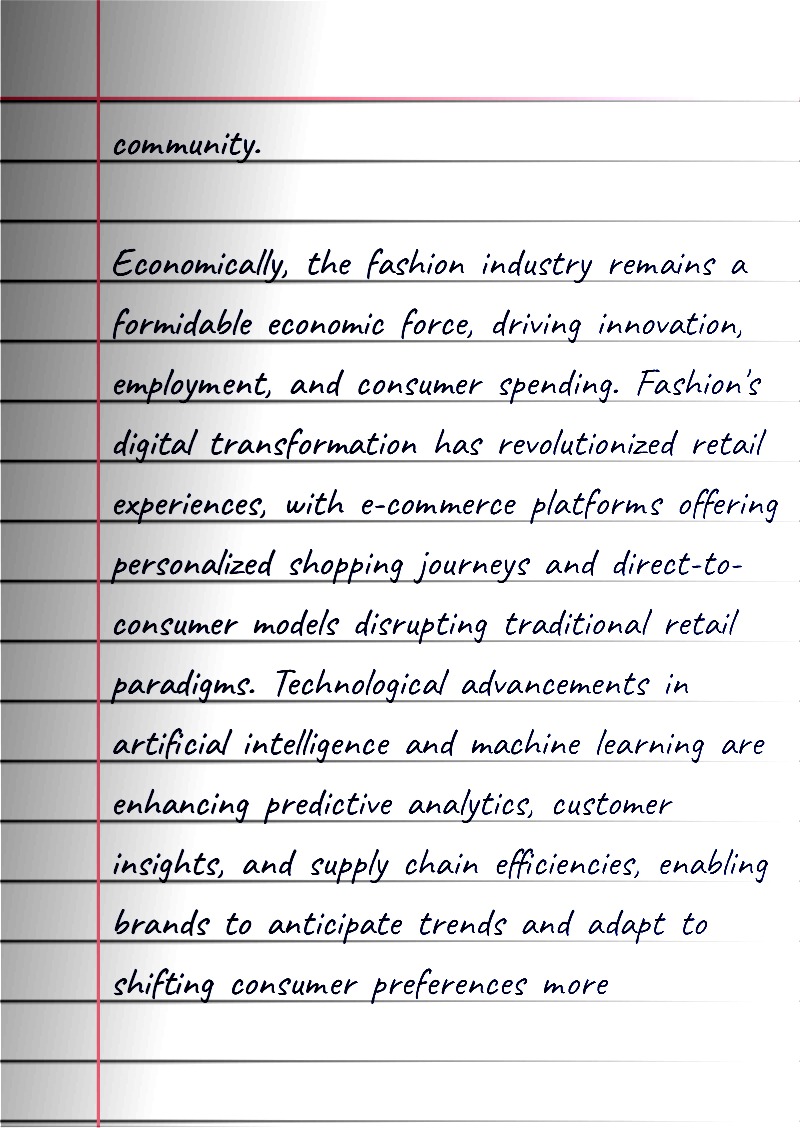 community.
Economically, the fashion industry remains a
formidable economic force, driving innovation,
employment, and consumer spending. Fashion's
digital transformation has revolutionized retail
experiences, with e-commerce platforms offering
personalized shopping journeys and direct-to-
consumer models disrupting traditional retail
paradigms. Technological advancements in
artificial intelligence and machine learning are
enhancing predictive analytics, customer
insights, and supply chain efficiencies, enabling
brands to anticipate trends and adapt to
shifting consumer preferences more